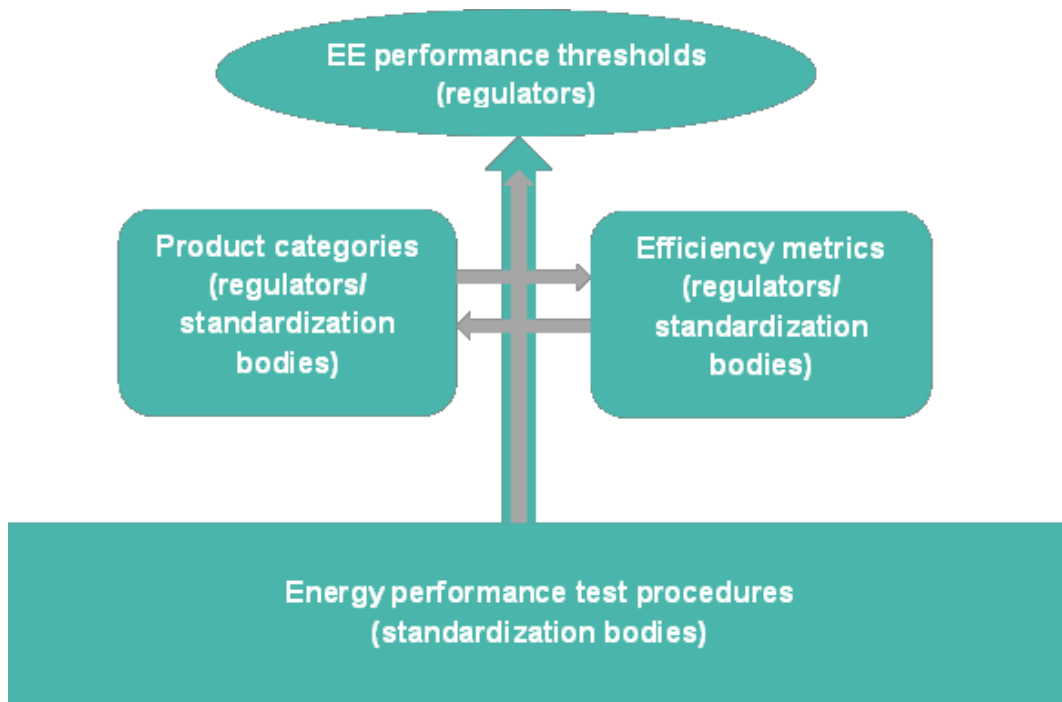 EE performance thresholds
(regulators)
Product categories
(regulators/
standardization
bodies)
Efficiency metrics
(regulators/
standardization
bodies)
Energy performance test procedures
(standardization bodies)